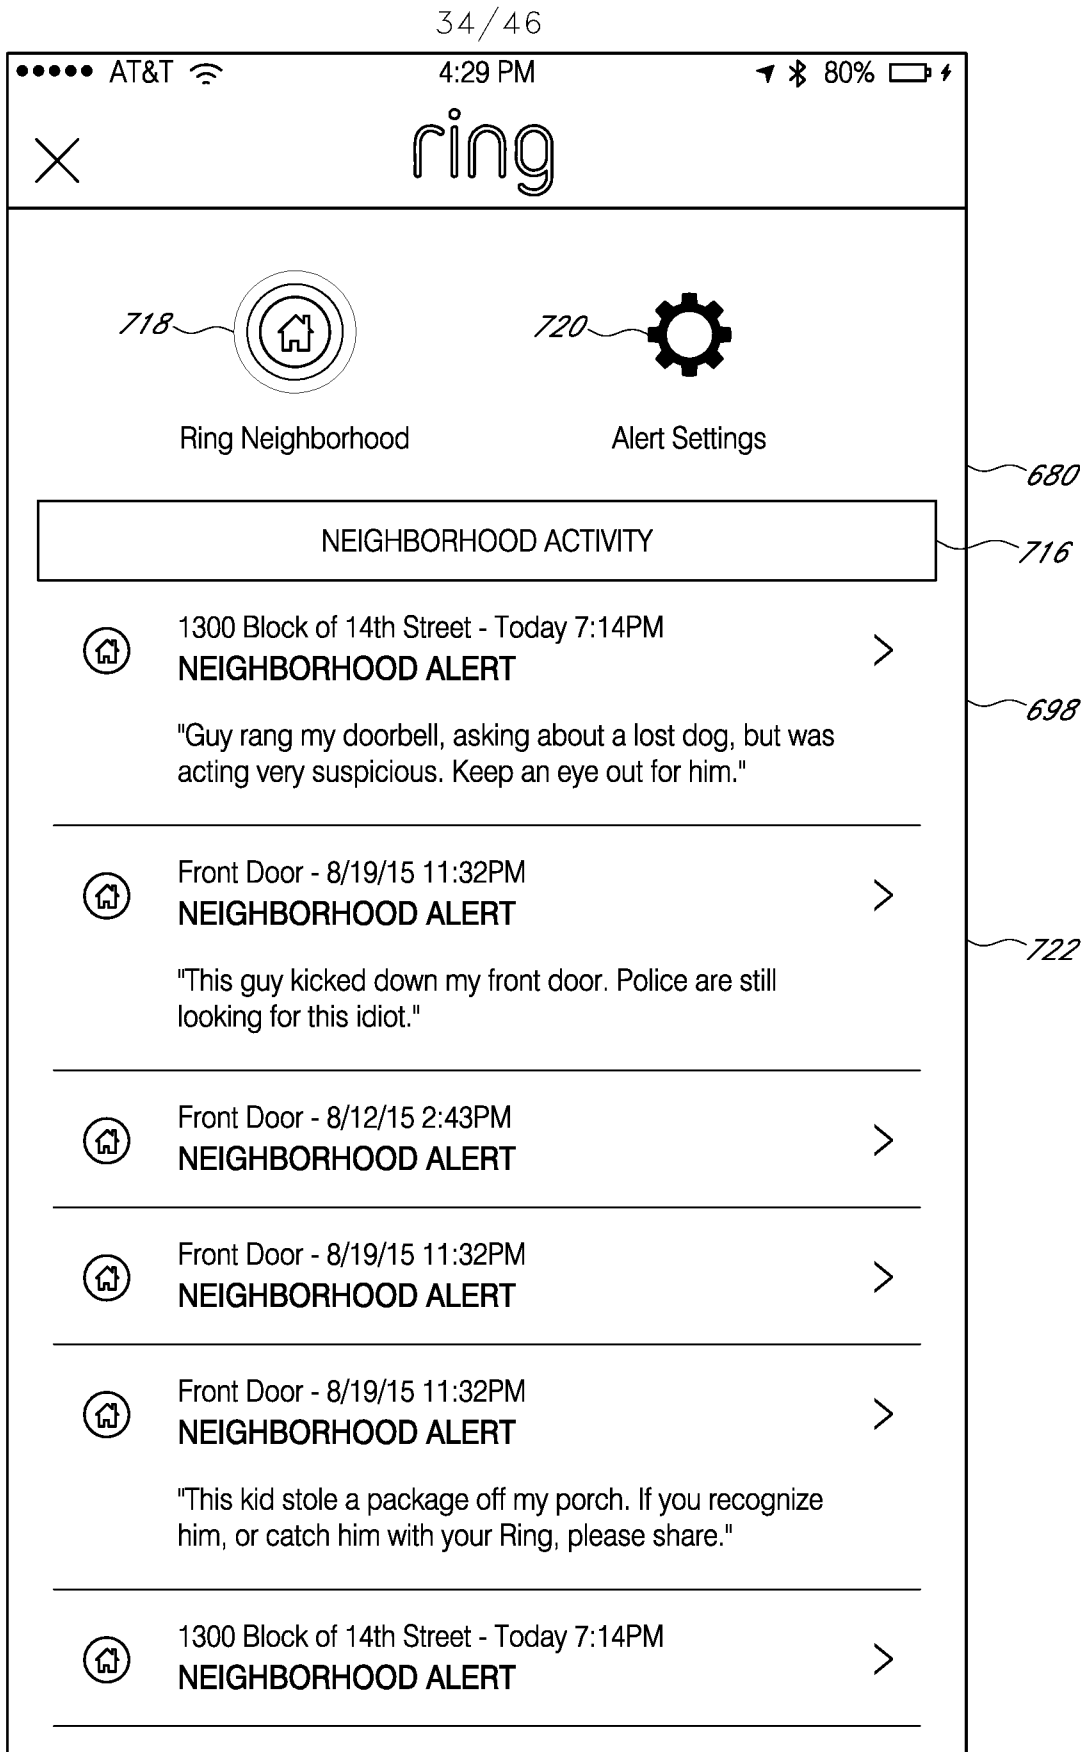 34/46
AT&T 4:29 PM 80%
ring
718 720
Ring Neighborhood Alert Settings
680
NEIGHBORHOOD ACTIVITY
716
1300 Block of 14th Street - Today 7:14PM
NEIGHBORHOOD ALERT
698
"Guy rang my doorbell, asking about a lost dog, but was
acting very suspicious. Keep an eye out for him."
Front Door - 8/19/15 11:32PM
NEIGHBORHOOD ALERT
722
"This guy kicked down my front door. Police are still
looking for this idiot."
Front Door - 8/12/15 2:43PM
NEIGHBORHOOD ALERT
Front Door - 8/19/15 11:32PM
NEIGHBORHOOD ALERT
Front Door - 8/19/15 11:32PM
NEIGHBORHOOD ALERT
"This kid stole a package off my porch. If you recognize
him, or catch him with your Ring, please share."
1300 Block of 14th Street - Today 7:14PM
NEIGHBORHOOD ALERT